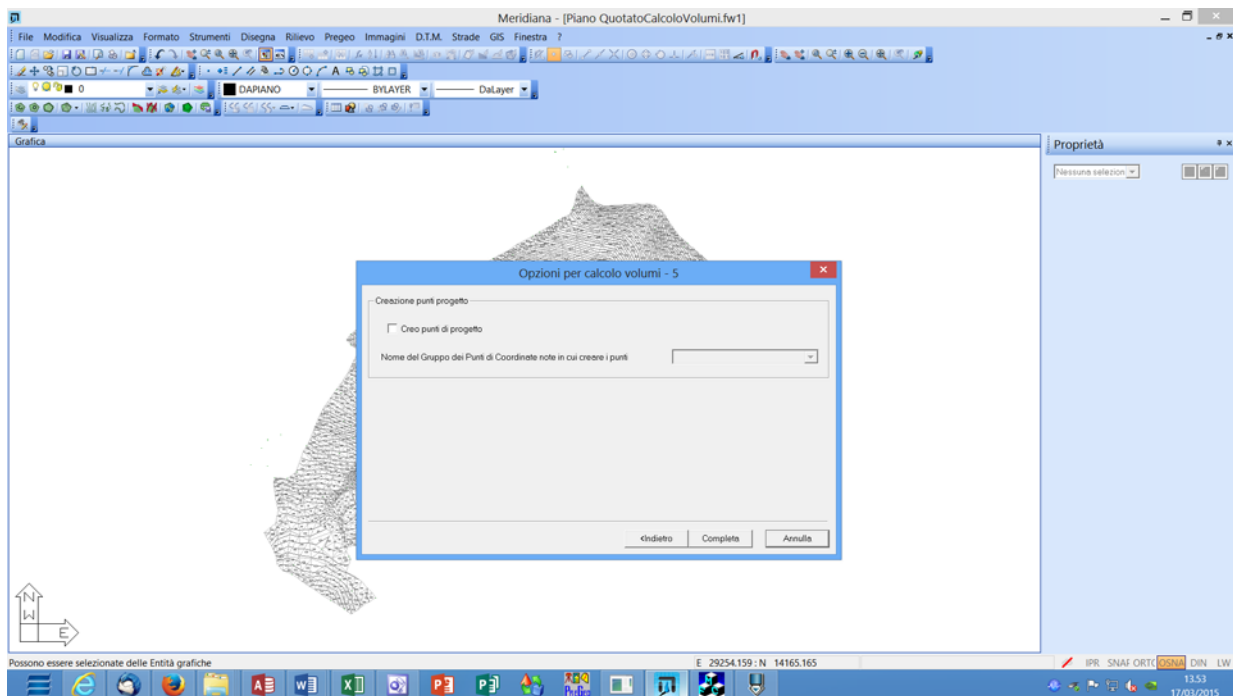 Meridiana - [Piano QuotatoCalcoloVolumi.fw1]
File Modifica Visualizza Formato Strumenti Disegna Rilievo Pregeo Immagini D.T.M. Strade GIS Finestra ?
0 DAPIANO BYLAYER DaLayer
Grafica
Proprietà
Nessuna selezion
Opzioni per calcolo volumi - 5
Creazione punti progetto
Creo punti di progetto
Nome del Gruppo dei Punti di Coordinate note in cui creare i punti
<Indietro Completa Annulla
N
W
E
Possono essere selezionate delle Entità grafiche E 29254.159 : N 14165.165 IPR SNAF ORTC OSNA DIN LW
13.53
17/03/2015